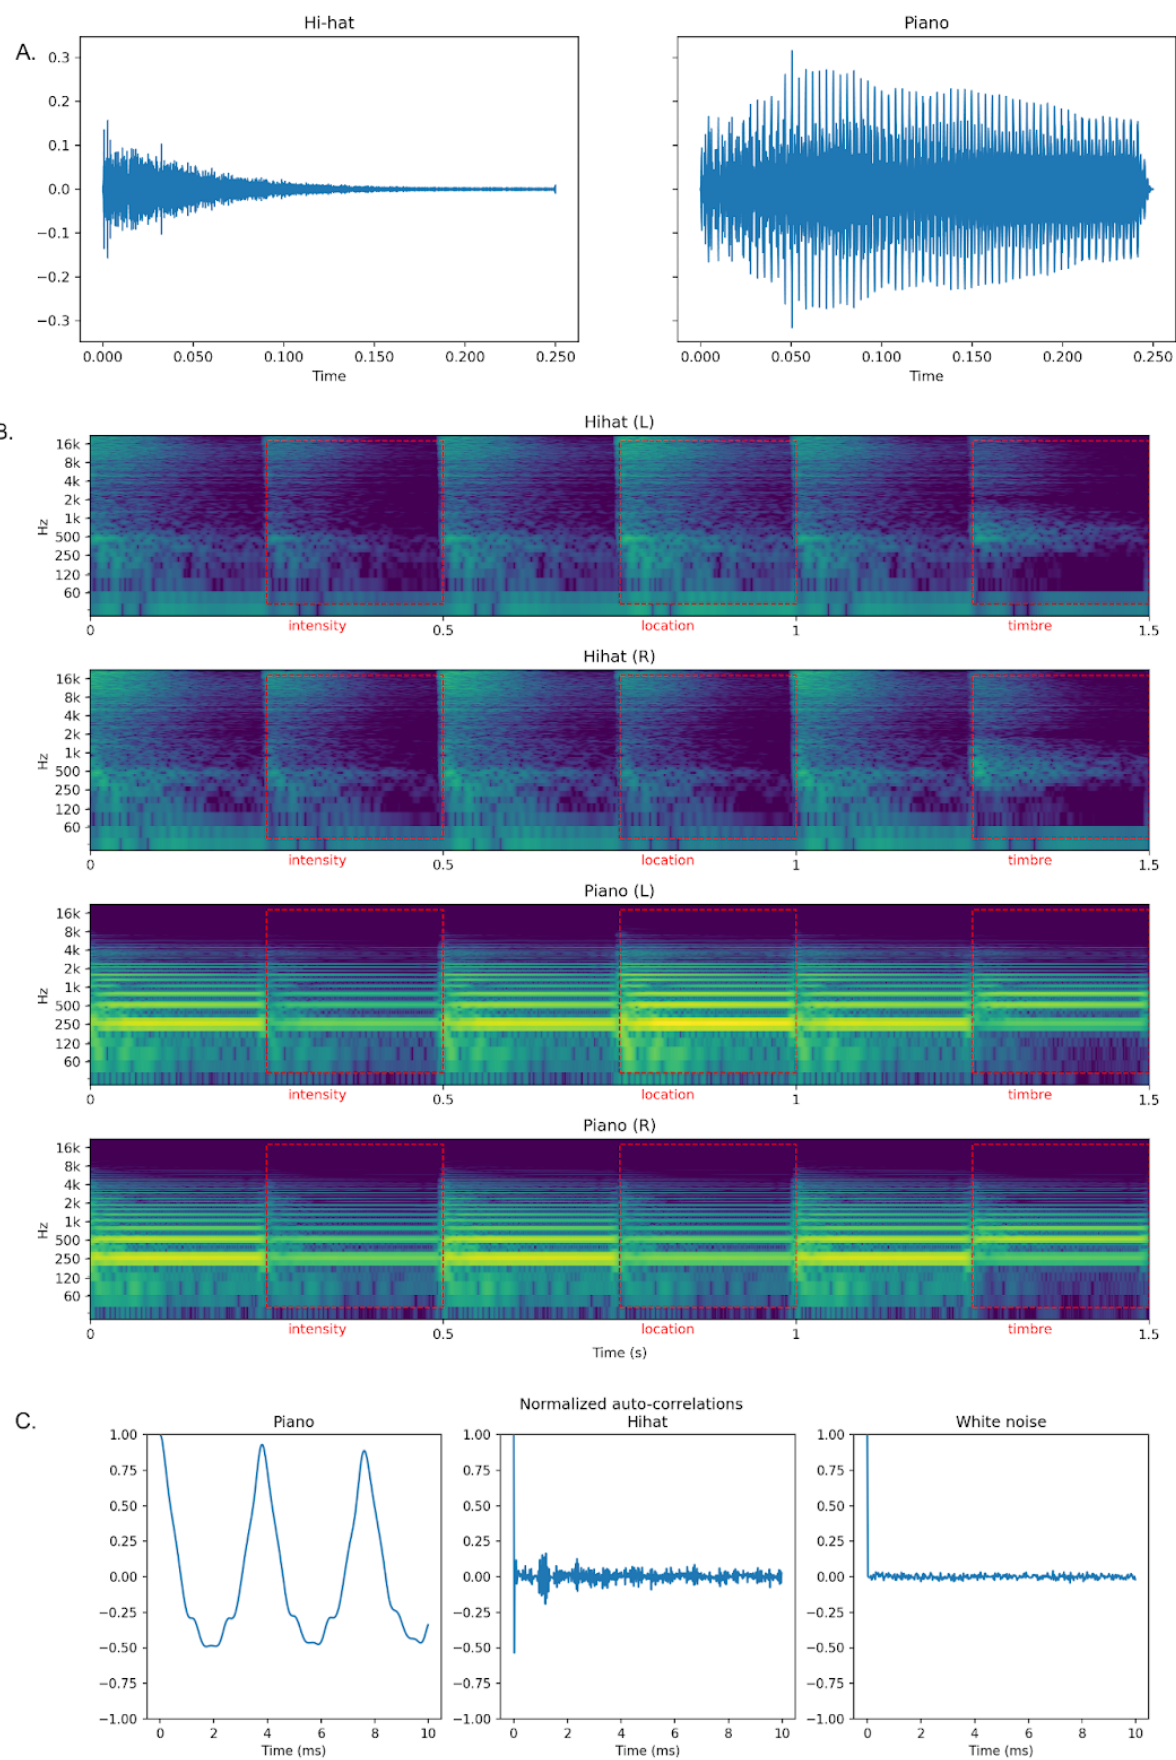 Hi-hat Piano
A.
0.3
0.2
0.1
0.0
−0.1
−0.2
−0.3
0.000 0.050 0.100 0.150 0.200 0.250 0.000 0.050 0.100 0.150 0.200 0.250
Time Time
B.
Hihat (L)
16k
8k
4k
2k
1k
500
250
120
60
Hz
intensity location timbre
0 0.5 1 1.5
Hihat (R)
16k
8k
4k
2k
1k
500
250
120
60
Hz
intensity location timbre
0 0.5 1 1.5
Piano (L)
16k
8k
4k
2k
1k
500
250
120
60
Hz
intensity location timbre
0 0.5 1 1.5
Piano (R)
16k
8k
4k
2k
1k
500
250
120
60
Hz
intensity location timbre
0 0.5 1 1.5
Time (s)
C.
Normalized auto-correlations
Piano Hihat White noise
1.00 1.00 1.00
0.75 0.75 0.75
0.50 0.50 0.50
0.25 0.25 0.25
0.00 0.00 0.00
−0.25 −0.25 −0.25
−0.50 −0.50 −0.50
−0.75 −0.75 −0.75
−1.00 −1.00 −1.00
0 2 4 6 8 10 0 2 4 6 8 10 0 2 4 6 8 10
Time (ms) Time (ms) Time (ms)